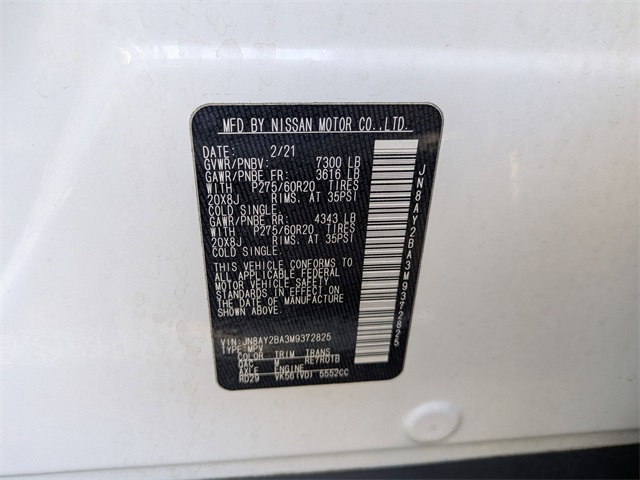 MFD BY NISSAN MOTOR CO.,LTD.
DATE: 2/21
GVWR/PNBV: 7300 LB
GAWR/PNBE FR: 3616 LB
WITH P275/60R20 TIRES
20X8J RIMS. AT 35PSI
COLD SINGLE.
GAWR/PNBE RR: 4343 LB
WITH P275/60R20 TIRES
20X8J RIMS. AT 35PSI
COLD SINGLE.
THIS VEHICLE CONFORMS TO
ALL APPLICABLE FEDERAL
MOTOR VEHICLE SAFETY
STANDARDS IN EFFECT ON
THE DATE OF MANUFACTURE
SHOWN ABOVE.
VIN: JN8AY2BA3M9372825
TYPE: MPV
COLOR TRIM TRANS
QAC M RE7R01B
AXLE ENGINE
RD29 VK56(VD) 5552CC
JN8AY2BA3M9372825